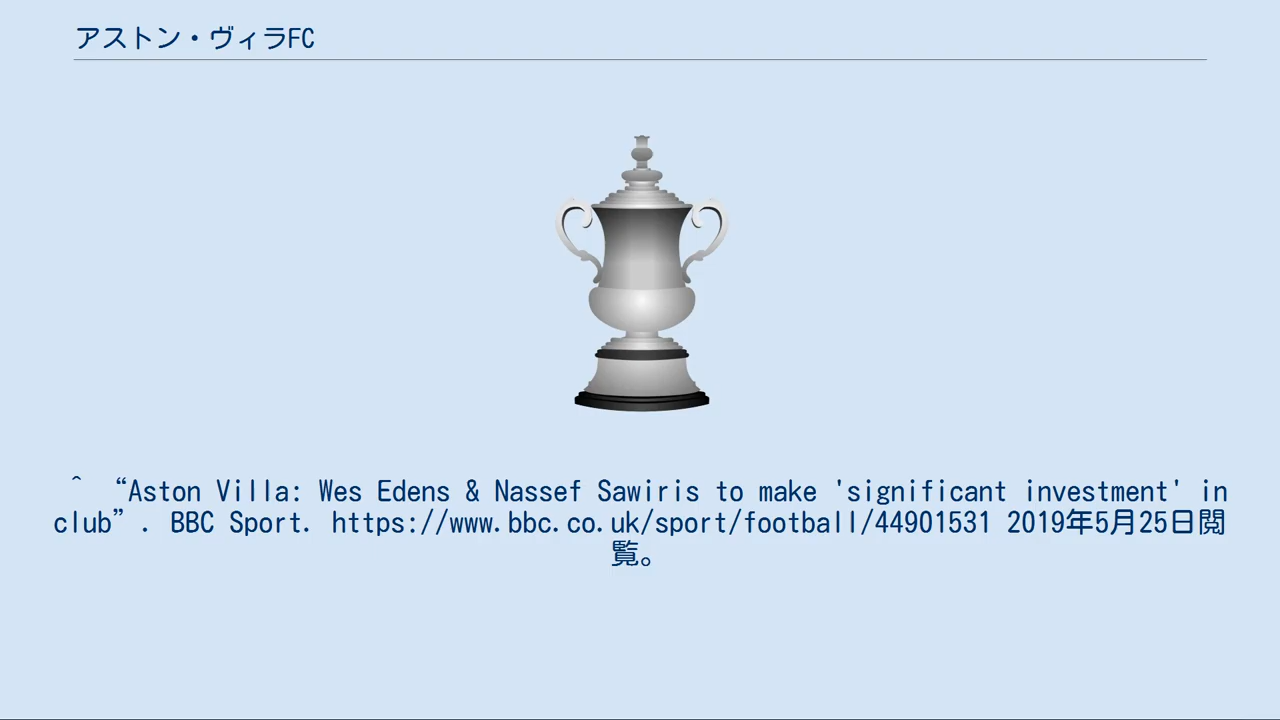 アストン・ヴィラFC
^ “Aston Villa: Wes Edens & Nassef Sawiris to make 'significant investment' in
club”. BBC Sport. https://www.bbc.co.uk/sport/football/44901531 2019年5月25日閲
覧。